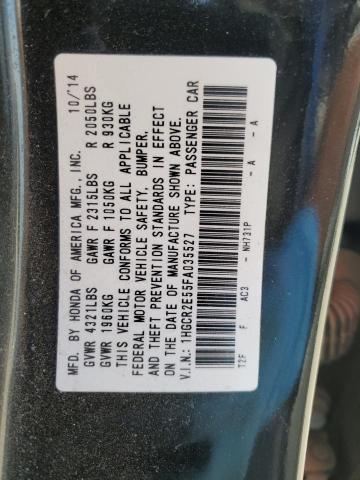 MFD. BY HONDA OF AMERICA MFG., INC. 10/14
GVWR 4321LBS GAWR F 2315LBS R 2050LBS
GVWR 1960KG GAWR F 1050KG R 930KG
THIS VEHICLE CONFORMS TO ALL APPLICABLE
FEDERAL MOTOR VEHICLE SAFETY, BUMPER,
AND THEFT PREVENTION STANDARDS IN EFFECT
ON THE DATE OF MANUFACTURE SHOWN ABOVE.
V.I.N.: 1HGCR2E55FA035527 TYPE: PASSENGER CAR
T2F F AC3 - NH731P - A - A